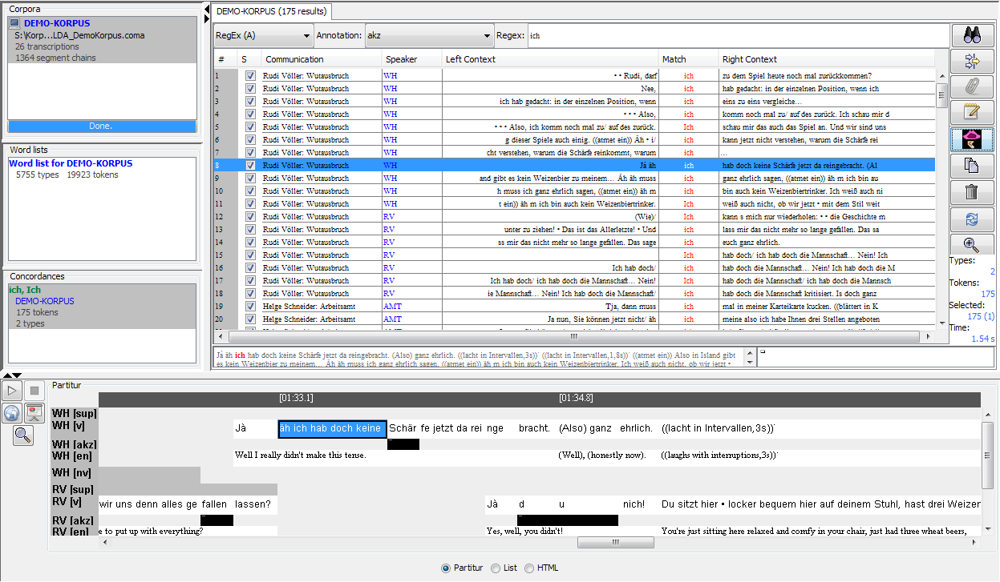 Corpora
DEMO-KORPUS
S:\Korp...LDA_DemoKorpus.coma
26 transcriptions
1364 segment chains
Done.
Word lists
Word list for DEMO-KORPUS
5755 types 19923 tokens
Concordances
ich, Ich
DEMO-KORPUS
175 tokens
2 types
DEMO-KORPUS (175 results)
RegEx (A) Annotation: akz Regex: ich
# S Communication Speaker Left Context Match Right Context
1 Rudi Völler: Wutausbruch WH • • Rudi, darf ich zu dem Spiel heute noch mal zurückkommen?
2 Rudi Völler: Wutausbruch WH Nee, ich hab gedacht: in der einzelnen Position, wenn ich
3 Rudi Völler: Wutausbruch WH ich hab gedacht: in der einzelnen Position, wenn ich eins zu eins vergleiche…
4 Rudi Völler: Wutausbruch WH • • • Also, ich komm noch mal zu/ auf des zurück. Ich schau mir d
5 Rudi Völler: Wutausbruch WH • • • Also, ich komm noch mal zu/ auf des zurück. Ich schau mir das auch das Spiel an. Und wir sind uns
6 Rudi Völler: Wutausbruch WH g dieser Spiele auch einig. ((atmet ein)) Äh • i/ ich kann jetzt nicht verstehen, warum die Schärfe rei
7 Rudi Völler: Wutausbruch WH cht verstehen, warum die Schärfe reinkommt, warum ich …
8 Rudi Völler: Wutausbruch WH Jà äh ich hab doch keine Schärfe jetzt da reingebracht. (Al
9 Rudi Völler: Wutausbruch WH and gibt es kein Weizenbier zu meinem… Äh äh muss ich ganz ehrlich sagen, ((atmet ein)) äh m ich bin au
10 Rudi Völler: Wutausbruch WH h muss ich ganz ehrlich sagen, ((atmet ein)) äh m ich bin auch kein Weizenbiertrinker. Ich weiß auch ni
11 Rudi Völler: Wutausbruch WH t ein)) äh m ich bin auch kein Weizenbiertrinker. Ich weiß auch nicht, ob wir jetzt • mit dem Stil weit
12 Rudi Völler: Wutausbruch RV (Wie)/ ich kann s mich nur wiederholen: • • die Geschichte m
13 Rudi Völler: Wutausbruch RV unter zu ziehen! • Das ist das Allerletzte! • Und ich lass mir das nicht mehr so lange gefallen. Das sa
14 Rudi Völler: Wutausbruch RV ss mir das nicht mehr so lange gefallen. Das sage ich euch ganz ehrlich.
15 Rudi Völler: Wutausbruch RV Ich hab doch/ ich hab doch die Mannschaft… Nein! Ich
16 Rudi Völler: Wutausbruch RV Ich hab doch/ ich hab doch die Mannschaft… Nein! Ich hab doch die M
17 Rudi Völler: Wutausbruch RV Ich hab doch/ ich hab doch die Mannschaft… Nein! Ich hab doch die Mannschaft/ ich hab doch die Mannsch
18 Rudi Völler: Wutausbruch RV ie Mannschaft… Nein! Ich hab doch die Mannschaft/ ich hab doch die Mannschaft kritisiert. Is doch ganz
19 Helge Schneider: Arbeitsamt AMT Tja, dann muss ich mal in meiner Karteikarte kucken. ((blättert in K
20 Helge Schneider: Arbeitsamt AMT Ja nun, Sie können jetzt nicht/ äh ich meine also ich habe Ihnen drei Stellen angeboten
Jà äh ich hab doch keine Schärfe jetzt da reingebracht. (Also) ganz ehrlich. ((lacht in Intervallen,3s))˙ ((lacht in Intervallen,1,8s))˙ ((atmet ein)) Also in Island gibt
es kein Weizenbier zu meinem… Äh äh muss ich ganz ehrlich sagen, ((atmet ein)) äh m ich bin auch kein Weizenbiertrinker. Ich weiß auch nicht, ob wir jetzt •
Types:
2
Tokens:
175
Selected:
175 (1)
Time:
1.54 s
Partitur
[01:33.1] [01:34.8]
WH [sup]
WH [v] Jà äh ich hab doch keine Schär fe jetzt da rei nge bracht. (Also) ganz ehrlich. ((lacht in Intervallen,3s))˙
WH [akz]
WH [en] Well I really didn't make this tense. (Well), (honestly now). ((laughs with interruptions,3s))˙
WH [nv]
RV [sup]
RV [v] wir uns denn alles ge fallen lassen? Jà d u nich! Du sitzt hier • locker bequem hier auf deinem Stuhl, hast drei Weizen
RV [akz]
RV [en] e to put up with everything? Yes, well, you didn't! You're just sitting here relaxed and comfy in your chair, just had three wheat beers,
Partitur List HTML